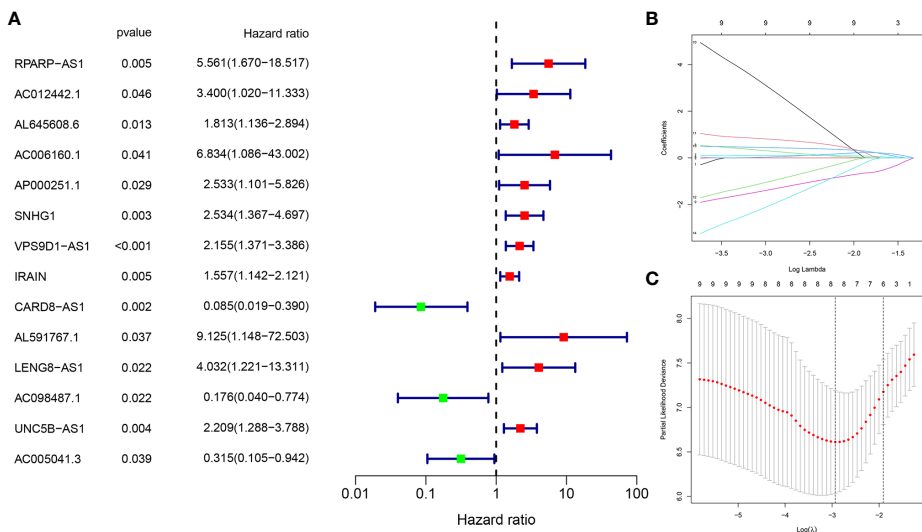 A
pvalue Hazard ratio
RPARP−AS1 0.005 5.561(1.670−18.517)
AC012442.1 0.046 3.400(1.020−11.333)
AL645608.6 0.013 1.813(1.136−2.894)
AC006160.1 0.041 6.834(1.086−43.002)
AP000251.1 0.029 2.533(1.101−5.826)
SNHG1 0.003 2.534(1.367−4.697)
VPS9D1−AS1 <0.001 2.155(1.371−3.386)
IRAIN 0.005 1.557(1.142−2.121)
CARD8−AS1 0.002 0.085(0.019−0.390)
AL591767.1 0.037 9.125(1.148−72.503)
LENG8−AS1 0.022 4.032(1.221−13.311)
AC098487.1 0.022 0.176(0.040−0.774)
UNC5B−AS1 0.004 2.209(1.288−3.788)
AC005041.3 0.039 0.315(0.105−0.942)
0.01 0.1 1 10 100
Hazard ratio
B
9 9 9 9 3
4
2
0
−2
Coefficients
−3.5 −3.0 −2.5 −2.0 −1.5
Log Lambda
C
9 9 9 9 9 9 8 8 8 8 8 8 7 7 6 3 1
8.0
7.5
7.0
6.5
6.0
Partial Likelihood Deviance
−5 −4 −3 −2
Log(λ)